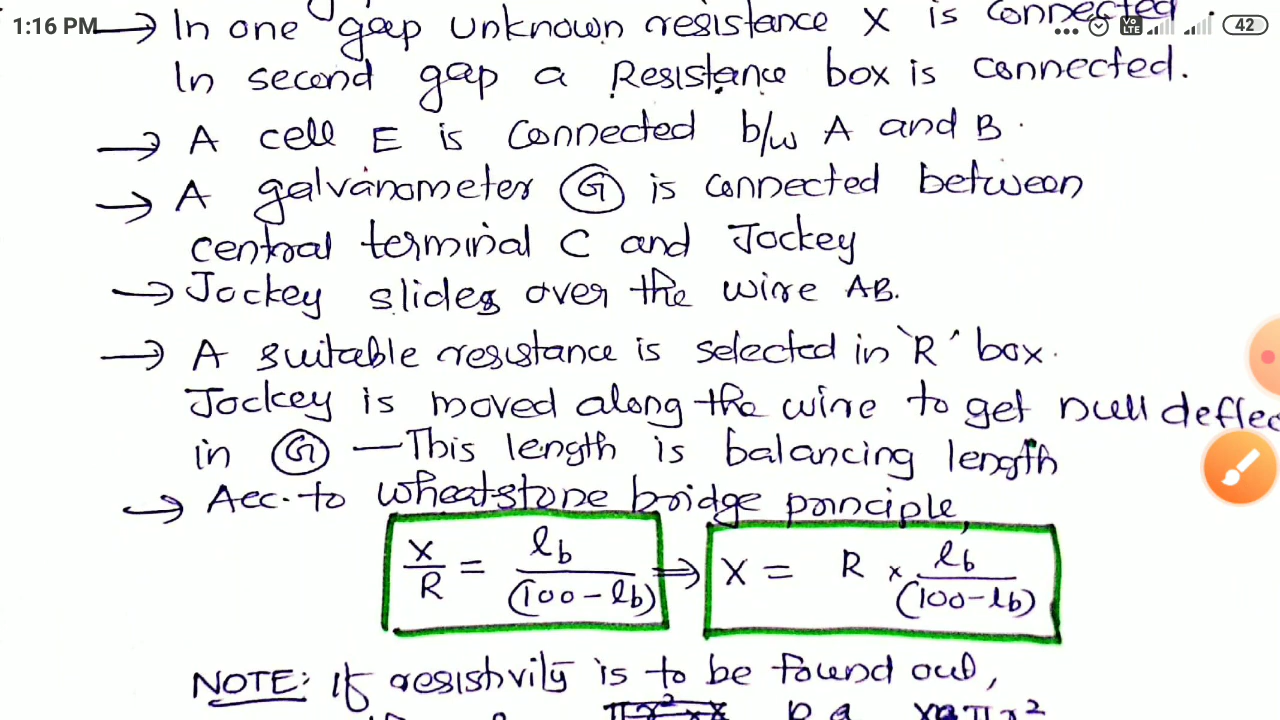 → In one gap unknown resistance X is connected.
1:16 PM VoLTE 42
In second gap a Resistance box is connected.
→ A cell E is connected b/w A and B.
→ A galvanometer Ⓖ is connected between
central terminal C and Jockey
→ Jockey slides over the wire AB.
→ A suitable resistance is selected in 'R' box.
Jockey is moved along the wire to get null deflec
in Ⓖ — This length is balancing length
→ Acc. to wheatstone bridge principle,
X/R = lb/(100 - lb) ⇒ X = R × lb/(100 - lb)
NOTE: If resistivity is to be found out,